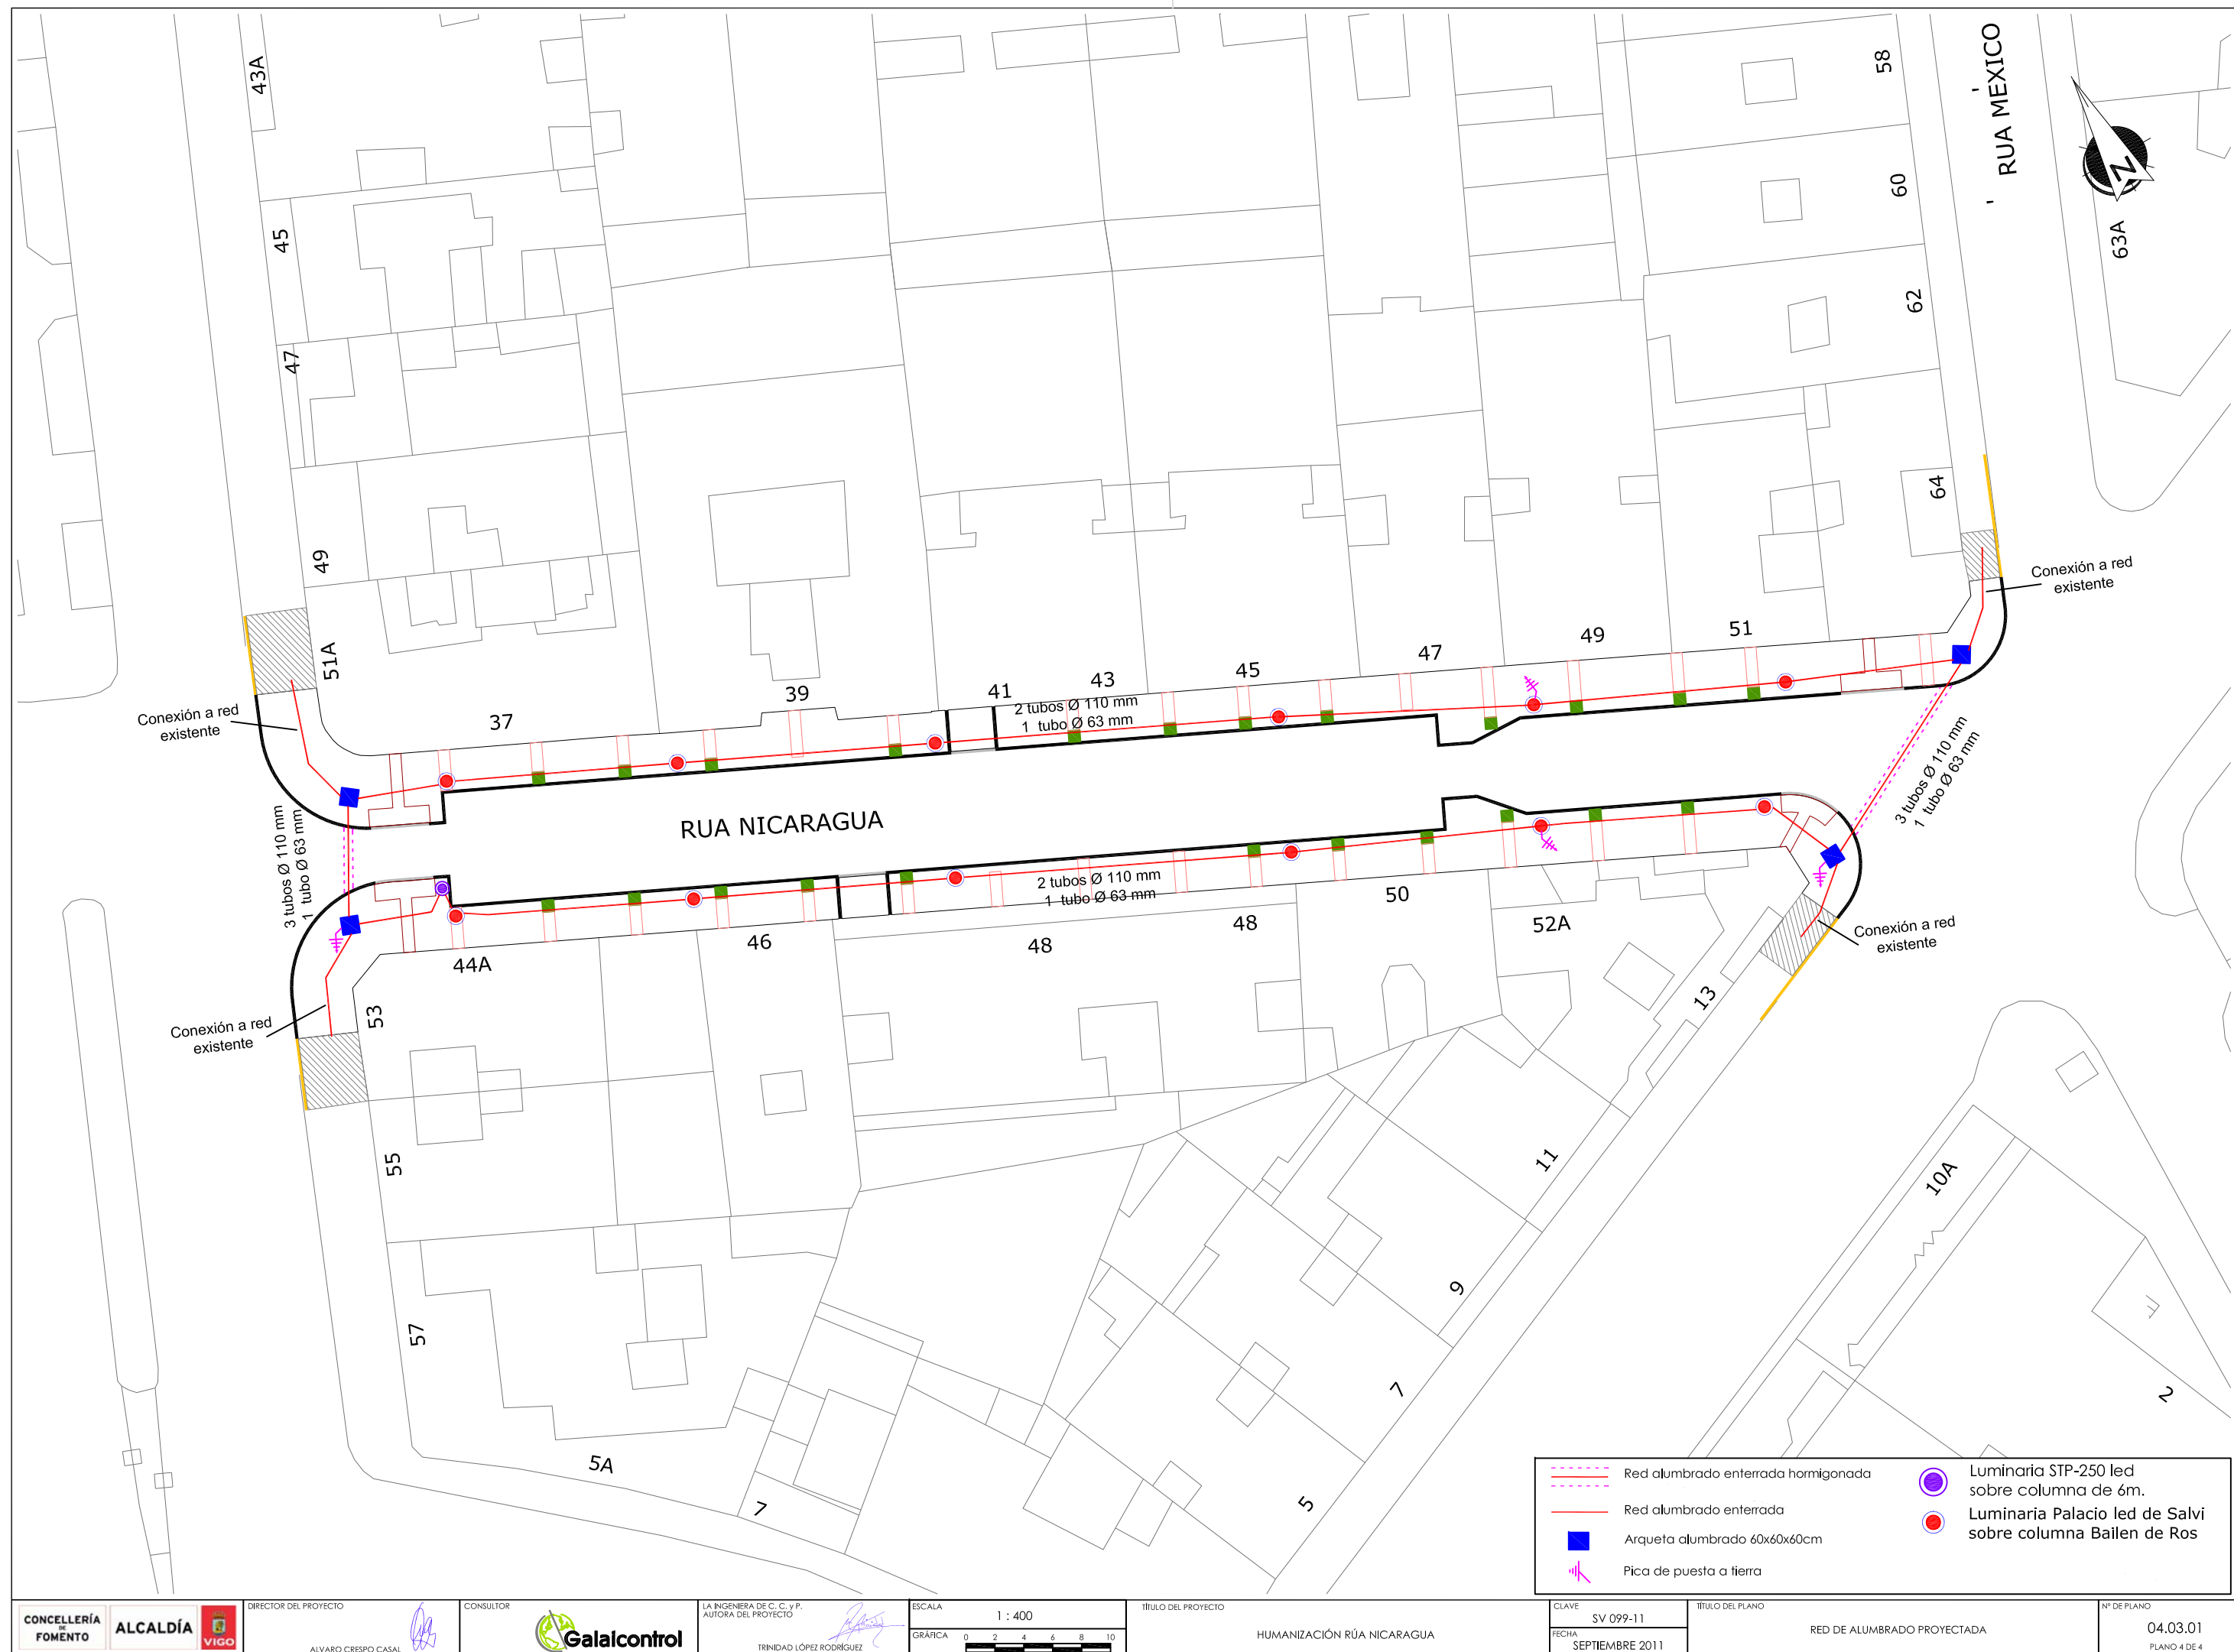 43A
45
47
49
51A
37
39
41
43
45
47
49
51
58
60
62
64
RUA MÉXICO
63A
N
Conexión a red
existente
Conexión a red
existente
2 tubos Ø 110 mm
1 tubo Ø 63 mm
3 tubos Ø 110 mm
1 tubo Ø 63 mm
RUA NICARAGUA
3 tubos Ø 110 mm
1 tubo Ø 63 mm
2 tubos Ø 110 mm
1 tubo Ø 63 mm
44A
46
48
48
50
52A
Conexión a red
existente
Conexión a red
existente
53
55
57
5A
7
5
7
9
11
13
10A
2
Red alumbrado enterrada hormigonada
Red alumbrado enterrada
Arqueta alumbrado 60x60x60cm
Pica de puesta a tierra
Luminaria STP-250 led
sobre columna de 6m.
Luminaria Palacio led de Salvi
sobre columna Bailen de Ros
CONCELLERÍA
DE
FOMENTO
ALCALDÍA
VIGO
DIRECTOR DEL PROYECTO
ALVARO CRESPO CASAL
CONSULTOR
Galaicontrol
LA INGENIERA DE C. C. y P.
AUTORA DEL PROYECTO
TRINIDAD LÓPEZ RODRÍGUEZ
ESCALA
1 : 400
GRÁFICA
0 2 4 6 8 10
TÍTULO DEL PROYECTO
HUMANIZACIÓN RÚA NICARAGUA
CLAVE
SV 099-11
FECHA
SEPTIEMBRE 2011
TÍTULO DEL PLANO
RED DE ALUMBRADO PROYECTADA
Nº DE PLANO
04.03.01
PLANO 4 DE 4